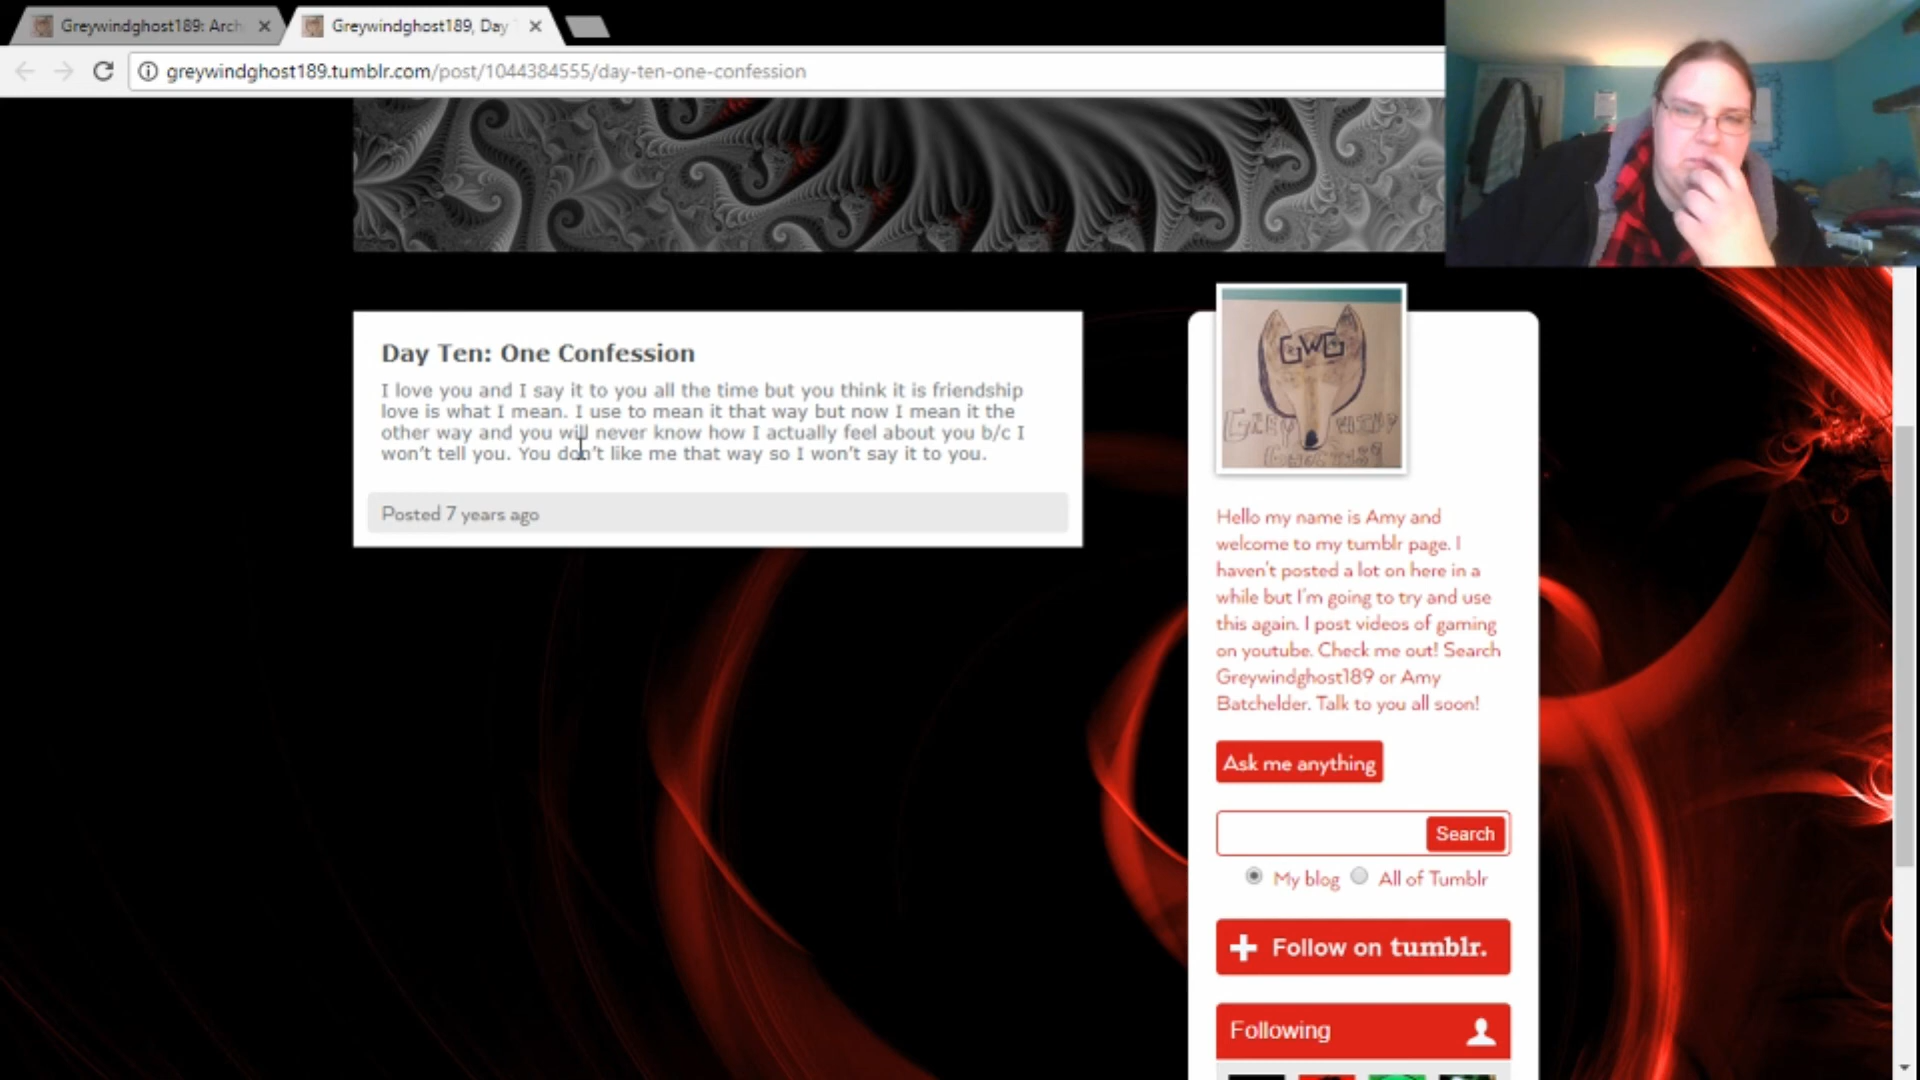 Greywindghost189: Arch
Greywindghost189, Day
greywindghost189.tumblr.com/post/1044384555/day-ten-one-confession
Day Ten: One Confession
I love you and I say it to you all the time but you think it is friendship
love is what I mean. I use to mean it that way but now I mean it the
other way and you will never know how I actually feel about you b/c I
won't tell you. You don't like me that way so I won't say it to you.
Posted 7 years ago
GWG
Hello my name is Amy and
welcome to my tumblr page. I
haven't posted a lot on here in a
while but I'm going to try and use
this again. I post videos of gaming
on youtube. Check me out! Search
Greywindghost189 or Amy
Batchelder. Talk to you all soon!
Ask me anything
Search
My blog All of Tumblr
Follow on tumblr.
Following